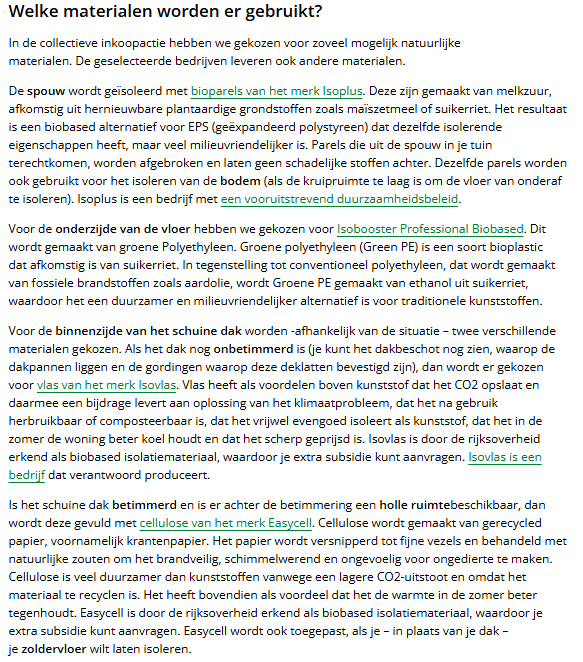 Welke materialen worden er gebruikt?
In de collectieve inkoopactie hebben we gekozen voor zoveel mogelijk natuurlijke
materialen. De geselecteerde bedrijven leveren ook andere materialen.
De spouw wordt geïsoleerd met bioparels van het merk Isoplus. Deze zijn gemaakt van melkzuur,
afkomstig uit hernieuwbare plantaardige grondstoffen zoals maïszetmeel of suikerriet. Het resultaat
is een biobased alternatief voor EPS (geëxpandeerd polystyreen) dat dezelfde isolerende
eigenschappen heeft, maar veel milieuvriendelijker is. Parels die uit de spouw in je tuin
terechtkomen, worden afgebroken en laten geen schadelijke stoffen achter. Dezelfde parels worden
ook gebruikt voor het isoleren van de bodem (als de kruipruimte te laag is om de vloer van onderaf
te isoleren). Isoplus is een bedrijf met een vooruitstrevend duurzaamheidsbeleid.
Voor de onderzijde van de vloer hebben we gekozen voor Isobooster Professional Biobased. Dit
wordt gemaakt van groene Polyethyleen. Groene polyethyleen (Green PE) is een soort bioplastic
dat afkomstig is van suikerriet. In tegenstelling tot conventioneel polyethyleen, dat wordt gemaakt
van fossiele brandstoffen zoals aardolie, wordt Groene PE gemaakt van ethanol uit suikerriet,
waardoor het een duurzamer en milieuvriendelijker alternatief is voor traditionele kunststoffen.
Voor de binnenzijde van het schuine dak worden -afhankelijk van de situatie – twee verschillende
materialen gekozen. Als het dak nog onbetimmerd is (je kunt het dakbeschot nog zien, waarop de
dakpannen liggen en de gordingen waarop deze deklatten bevestigd zijn), dan wordt er gekozen
voor vlas van het merk Isovlas. Vlas heeft als voordelen boven kunststof dat het CO2 opslaat en
daarmee een bijdrage levert aan oplossing van het klimaatprobleem, dat het na gebruik
herbruikbaar of composteerbaar is, dat het vrijwel evengoed isoleert als kunststof, dat het in de
zomer de woning beter koel houdt en dat het scherp geprijsd is. Isovlas is door de rijksoverheid
erkend als biobased isolatiemateriaal, waardoor je extra subsidie kunt aanvragen. Isovlas is een
bedrijf dat verantwoord produceert.
Is het schuine dak betimmerd en is er achter de betimmering een holle ruimtebeschikbaar, dan
wordt deze gevuld met cellulose van het merk Easycell. Cellulose wordt gemaakt van gerecycled
papier, voornamelijk krantenpapier. Het papier wordt versnipperd tot fijne vezels en behandeld met
natuurlijke zouten om het brandveilig, schimmelwerend en ongevoelig voor ongedierte te maken.
Cellulose is veel duurzamer dan kunststoffen vanwege een lagere CO2-uitstoot en omdat het
materiaal te recyclen is. Het heeft bovendien als voordeel dat het de warmte in de zomer beter
tegenhoudt. Easycell is door de rijksoverheid erkend als biobased isolatiemateriaal, waardoor je
extra subsidie kunt aanvragen. Easycell wordt ook toegepast, als je – in plaats van je dak –
je zoldervloer wilt laten isoleren.